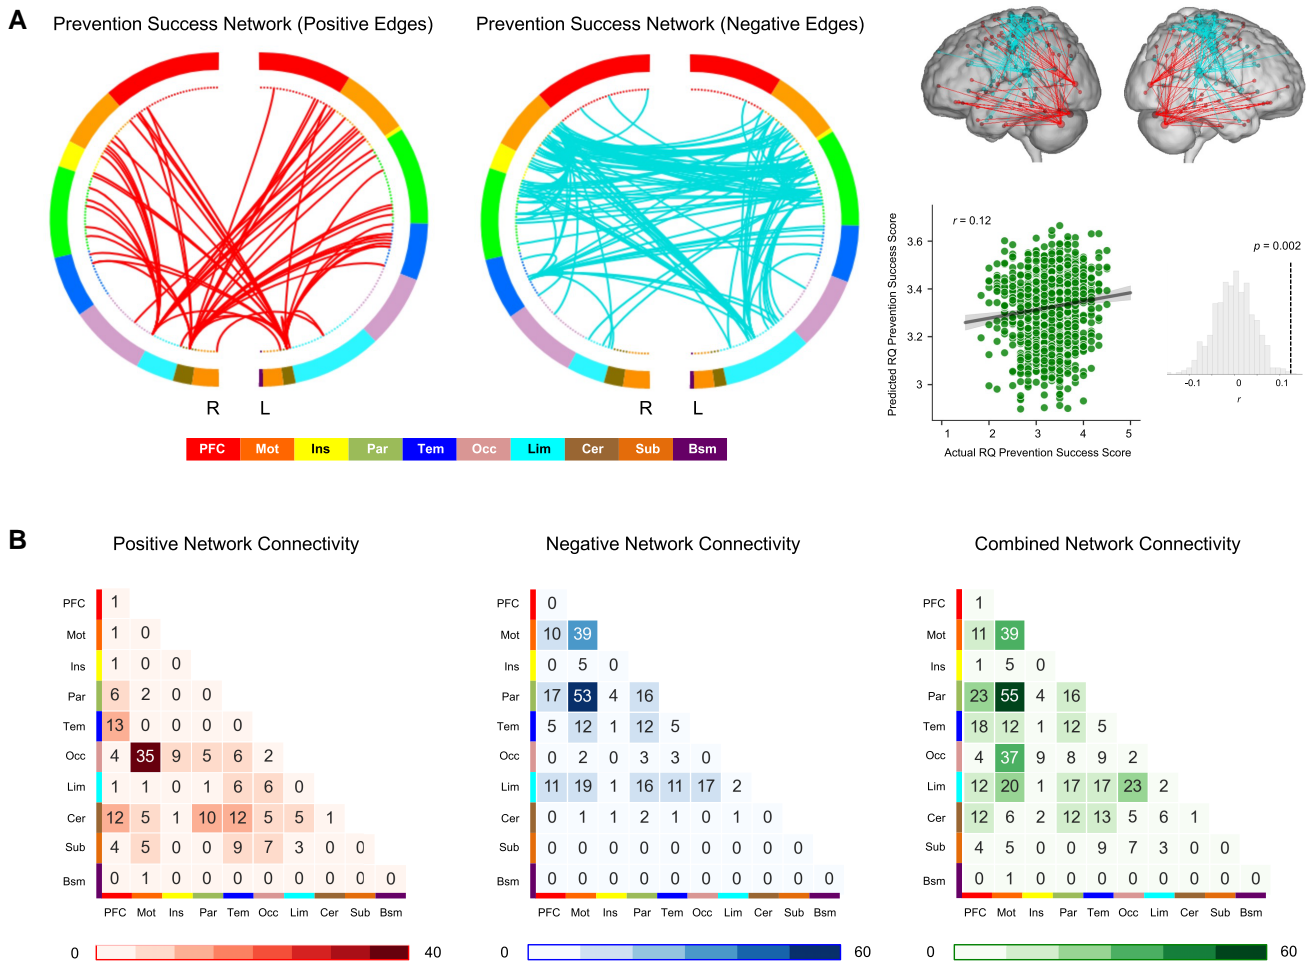 A
Prevention Success Network (Positive Edges)
Prevention Success Network (Negative Edges)
R L
R L
PFC Mot Ins Par Tem Occ Lim Cer Sub Bsm
r = 0.12
Predicted RQ Prevention Success Score
3.6
3.4
3.2
3
1 2 3 4 5
Actual RQ Prevention Success Score
p = 0.002
-0.1 0 0.1
r
B
Positive Network Connectivity
PFC 1
Mot 1 0
Ins 1 0 0
Par 6 2 0 0
Tem 13 0 0 0 0
Occ 4 35 9 5 6 2
Lim 1 1 0 1 6 6 0
Cer 12 5 1 10 12 5 5 1
Sub 4 5 0 0 9 7 3 0 0
Bsm 0 1 0 0 0 0 0 0 0 0
PFC Mot Ins Par Tem Occ Lim Cer Sub Bsm
0 40
Negative Network Connectivity
PFC 0
Mot 10 39
Ins 0 5 0
Par 17 53 4 16
Tem 5 12 1 12 5
Occ 0 2 0 3 3 0
Lim 11 19 1 16 11 17 2
Cer 0 1 1 2 1 0 1 0
Sub 0 0 0 0 0 0 0 0 0
Bsm 0 0 0 0 0 0 0 0 0 0
PFC Mot Ins Par Tem Occ Lim Cer Sub Bsm
0 60
Combined Network Connectivity
PFC 1
Mot 11 39
Ins 1 5 0
Par 23 55 4 16
Tem 18 12 1 12 5
Occ 4 37 9 8 9 2
Lim 12 20 1 17 17 23 2
Cer 12 6 2 12 13 5 6 1
Sub 4 5 0 0 9 7 3 0 0
Bsm 0 1 0 0 0 0 0 0 0 0
PFC Mot Ins Par Tem Occ Lim Cer Sub Bsm
0 60